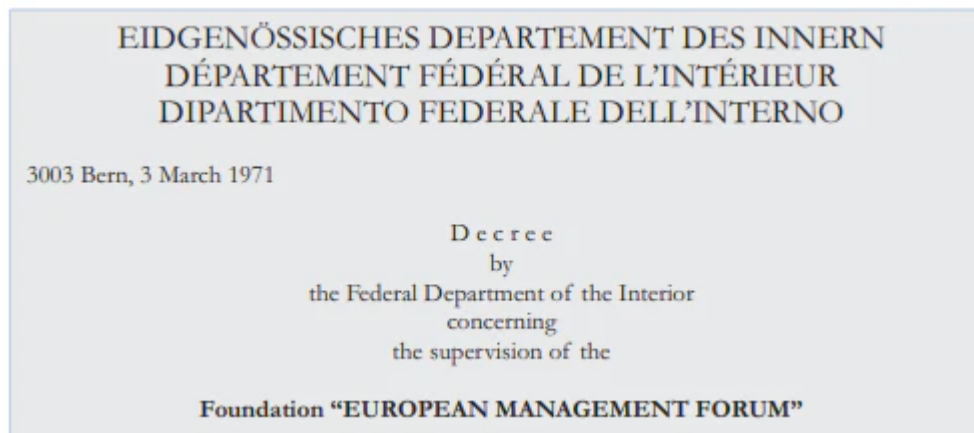 EIDGENÖSSISCHES DEPARTEMENT DES INNERN
DÉPARTEMENT FÉDÉRAL DE L’INTÉRIEUR
DIPARTIMENTO FEDERALE DELL’INTERNO
3003 Bern, 3 March 1971
D e c r e e
by
the Federal Department of the Interior
concerning
the supervision of the
Foundation “EUROPEAN MANAGEMENT FORUM”